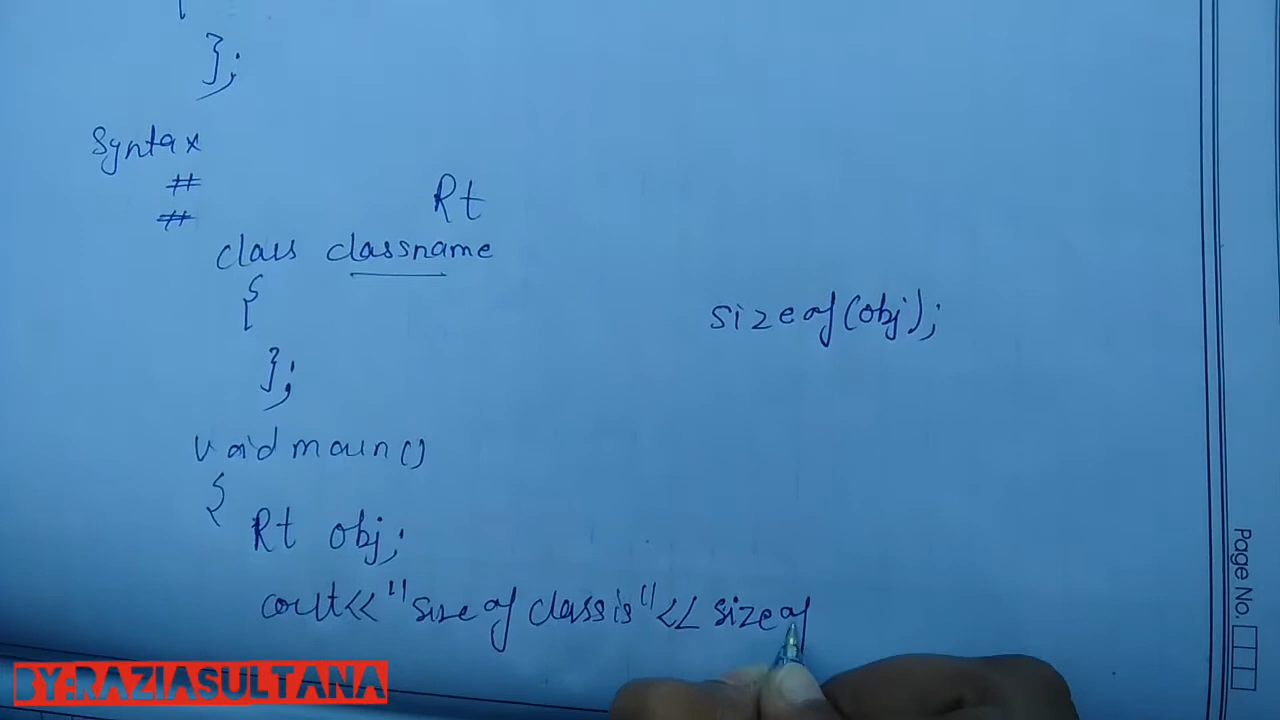 };
Syntax
#
#
Rt
class classname
{
};
sizeof(obj);
void main()
{
Rt obj;
cout<<"size of class is"<< sizeof
BY:RAZIASULTANA
Page No.